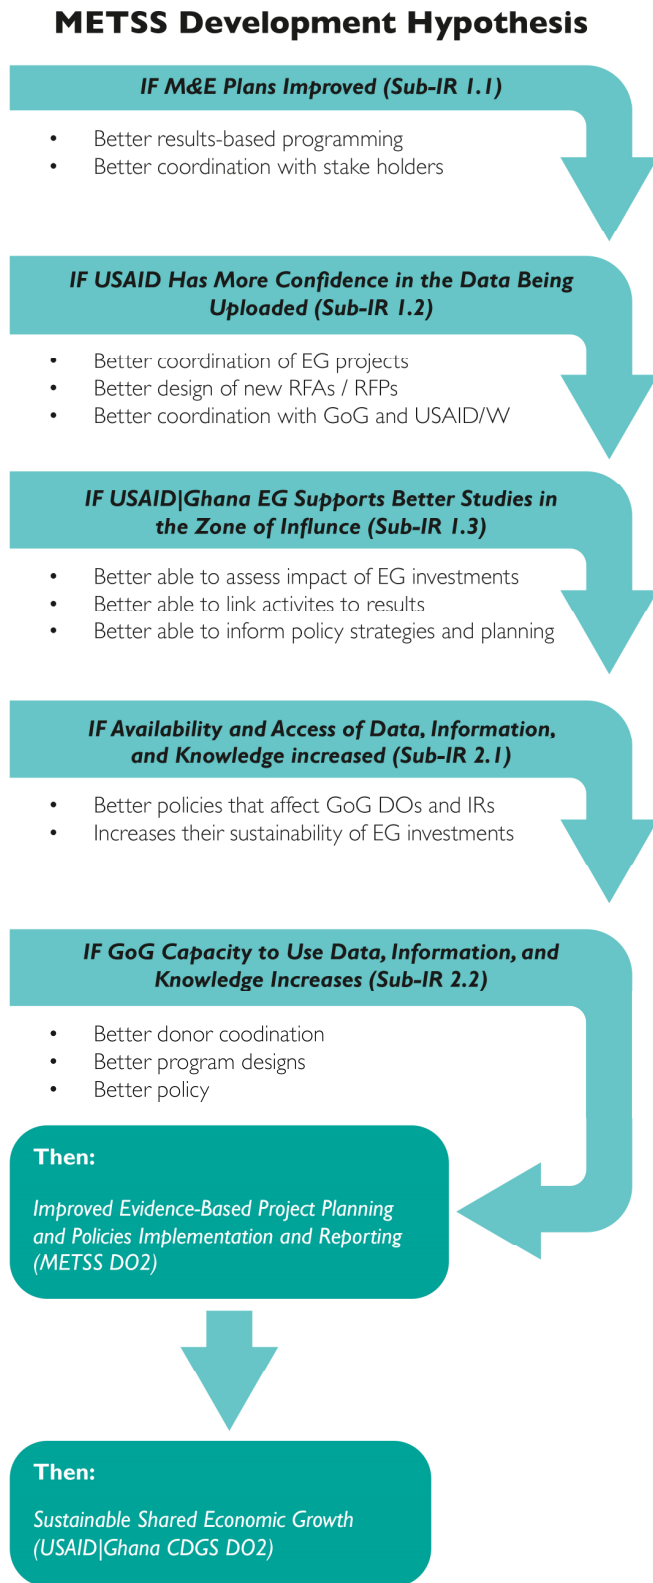 METSS Development Hypothesis
IF M&E Plans Improved (Sub-IR 1.1)
• Better results-based programming
• Better coordination with stake holders
IF USAID Has More Confidence in the Data Being
Uploaded (Sub-IR 1.2)
• Better coordination of EG projects
• Better design of new RFAs / RFPs
• Better coordination with GoG and USAID/W
IF USAID|Ghana EG Supports Better Studies in
the Zone of Influnce (Sub-IR 1.3)
• Better able to assess impact of EG investments
• Better able to link activites to results
• Better able to inform policy strategies and planning
IF Availability and Access of Data, Information,
and Knowledge increased (Sub-IR 2.1)
• Better policies that affect GoG DOs and IRs
• Increases their sustainability of EG investments
IF GoG Capacity to Use Data, Information, and
Knowledge Increases (Sub-IR 2.2)
• Better donor coodination
• Better program designs
• Better policy
Then:
Improved Evidence-Based Project Planning
and Policies Implementation and Reporting
(METSS DO2)
Then:
Sustainable Shared Economic Growth
(USAID|Ghana CDGS DO2)